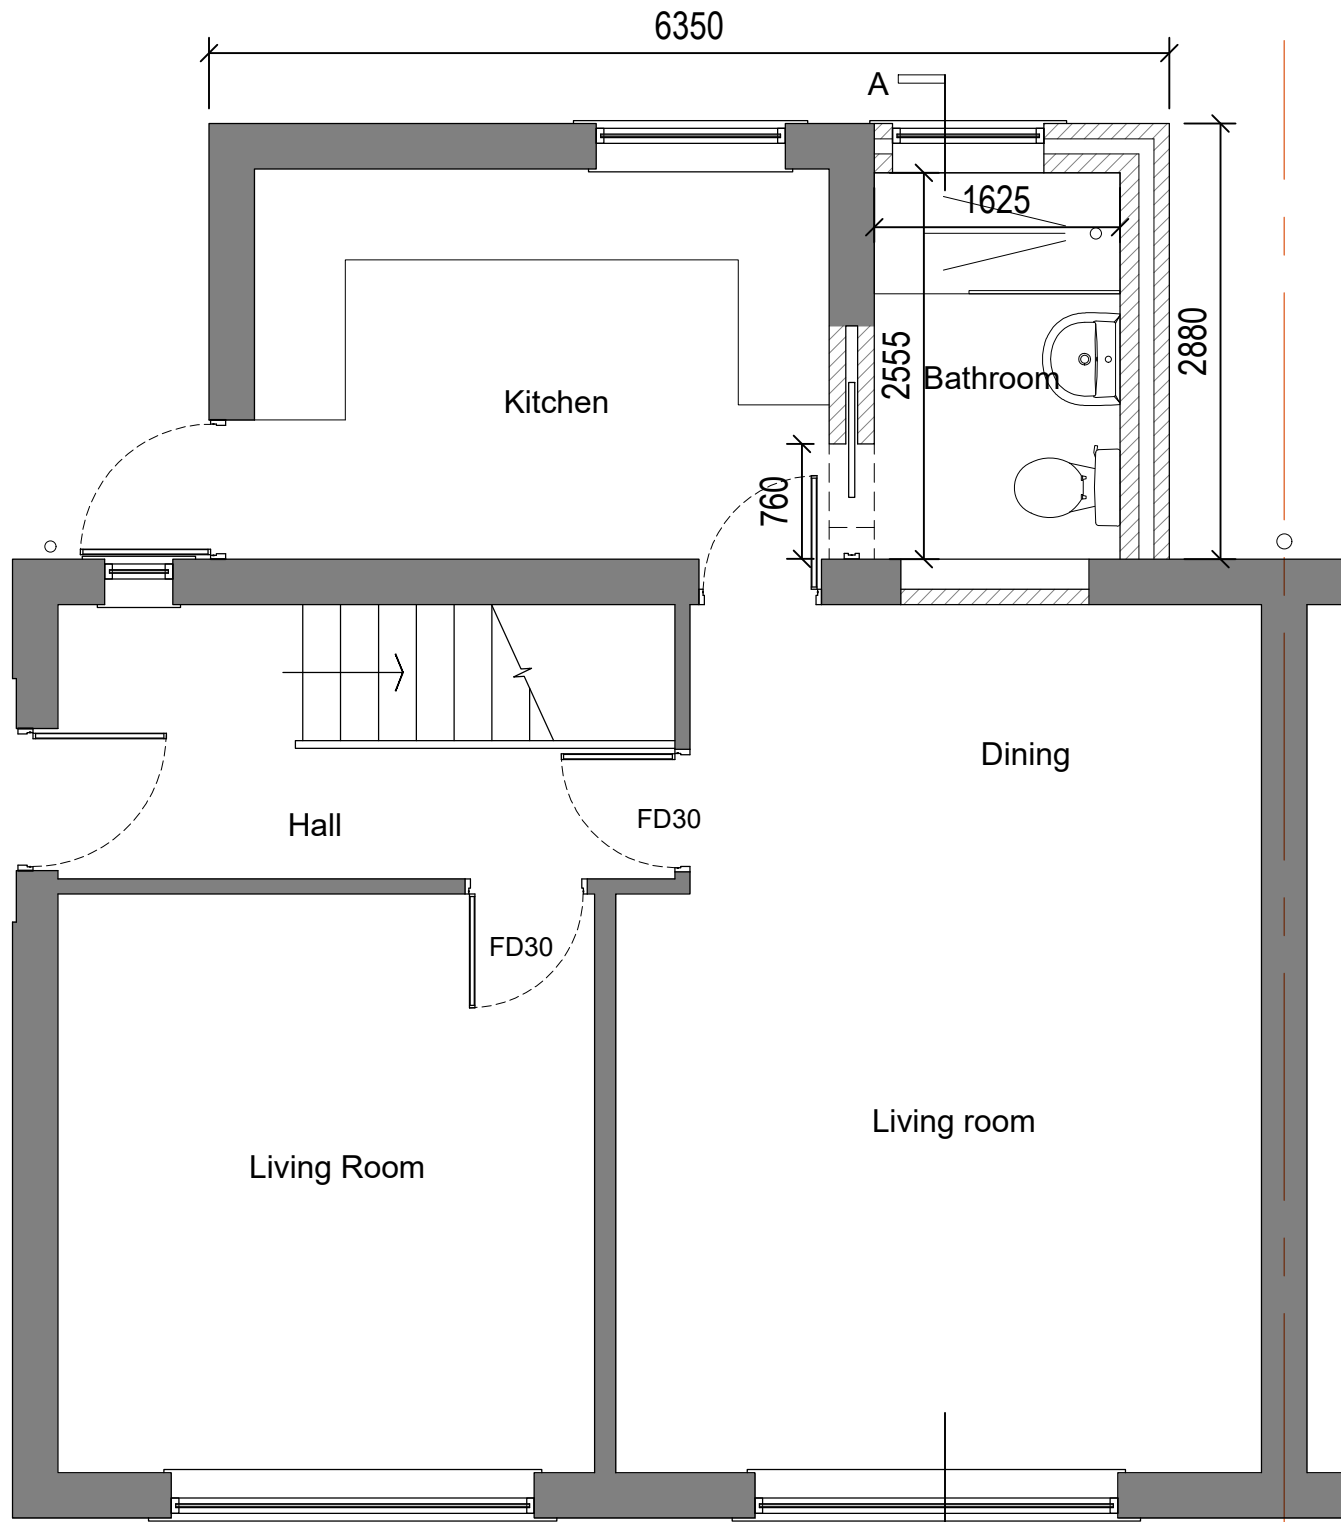 6350
A
1625
2880
2555
Bathroom
Kitchen
760
Dining
Hall
FD30
FD30
Living room
Living Room